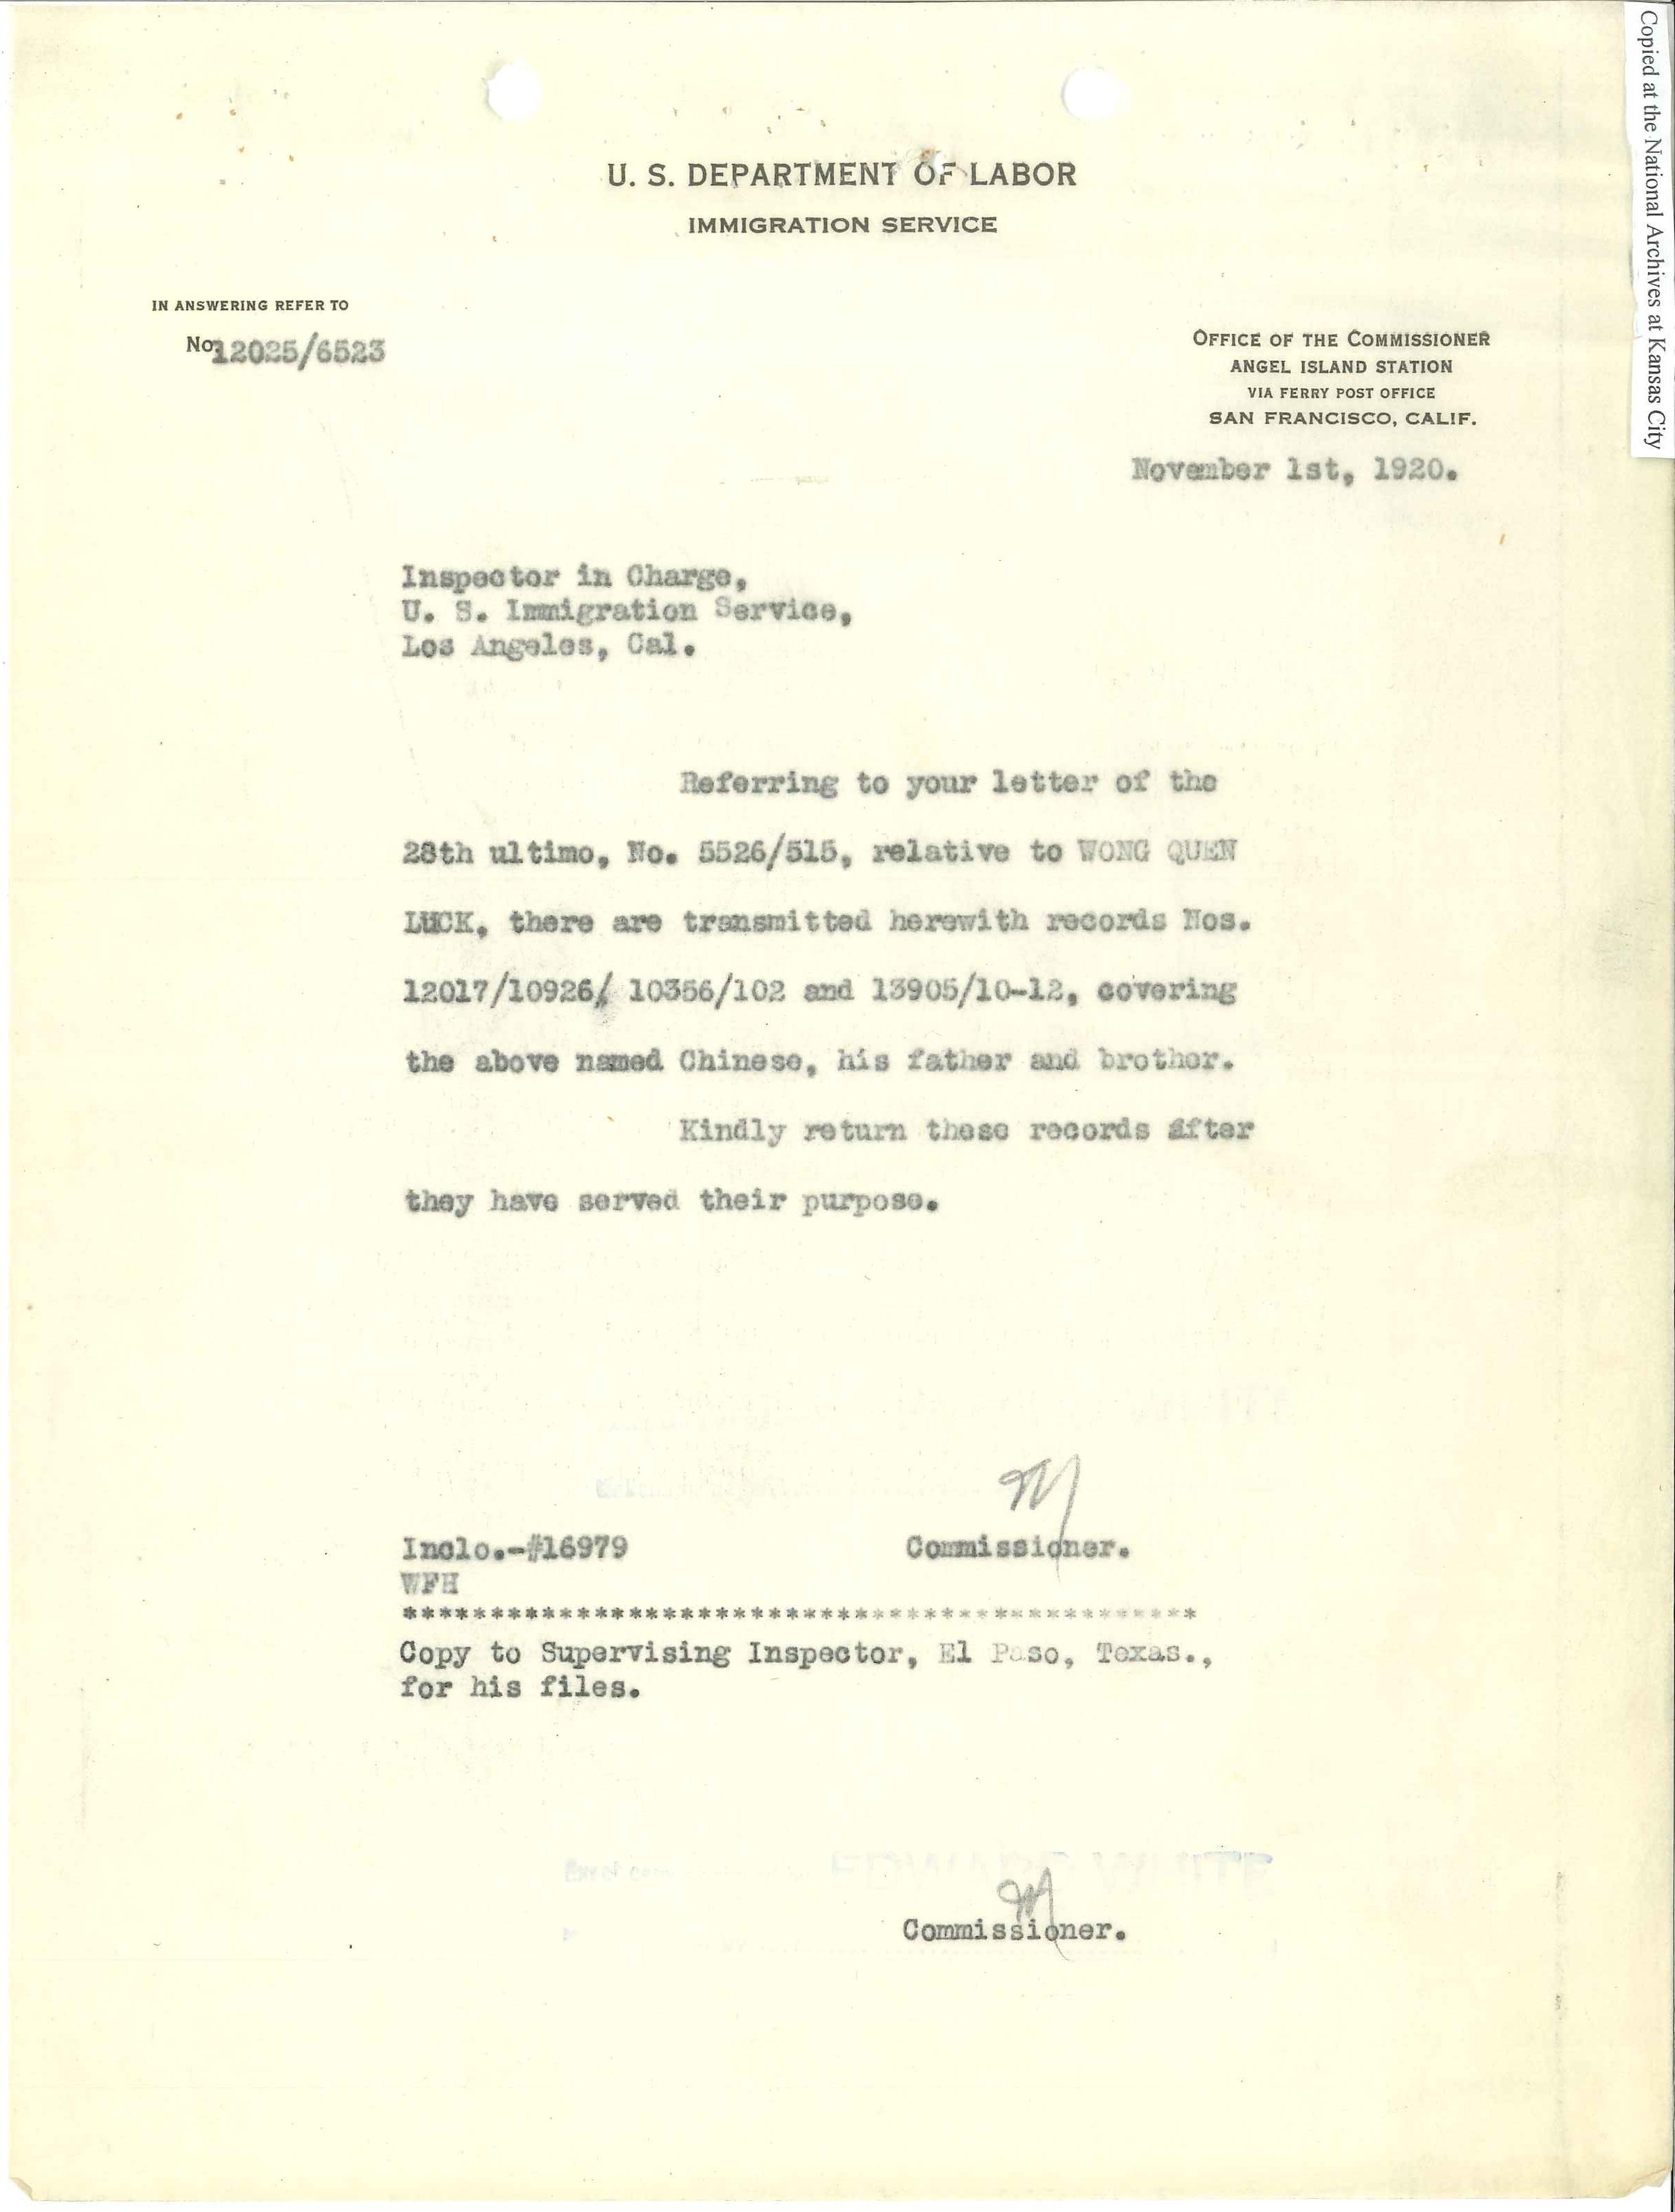 Copied at the National Archives at Kansas City
U. S. DEPARTMENT OF LABOR
IMMIGRATION SERVICE
IN ANSWERING REFER TO
No. 12025/6523
OFFICE OF THE COMMISSIONER
ANGEL ISLAND STATION
VIA FERRY POST OFFICE
SAN FRANCISCO, CALIF.
November 1st, 1920.
Inspector in Charge,
U. S. Immigration Service,
Los Angeles, Cal.
Referring to your letter of the
28th ultimo, No. 5526/515, relative to WONG QUEN
LUCK, there are transmitted herewith records Nos.
12017/10926, 10356/102 and 13905/10-12, covering
the above named Chinese, his father and brother.
Kindly return these records after
they have served their purpose.
Inclo.-#16979
Commissioner.
WFH
**********************************************
Copy to Supervising Inspector, El Paso, Texas.,
for his files.
EDWARD WHITE
Commissioner.